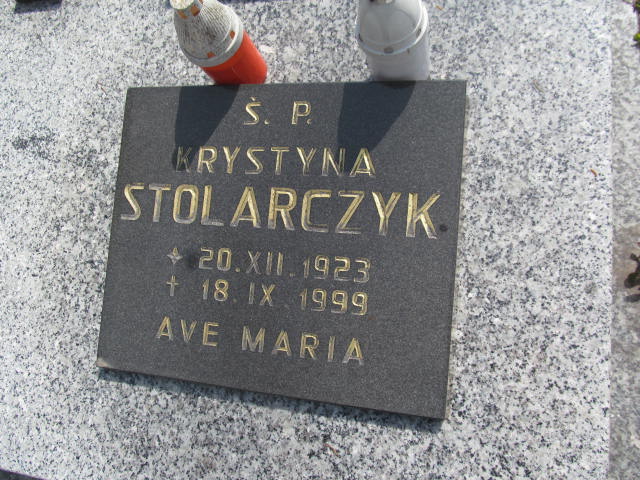 Ś. P.
KRYSTYNA
STOLARCZYK
20.XII.1923
† 18.IX.1999
AVE MARIA